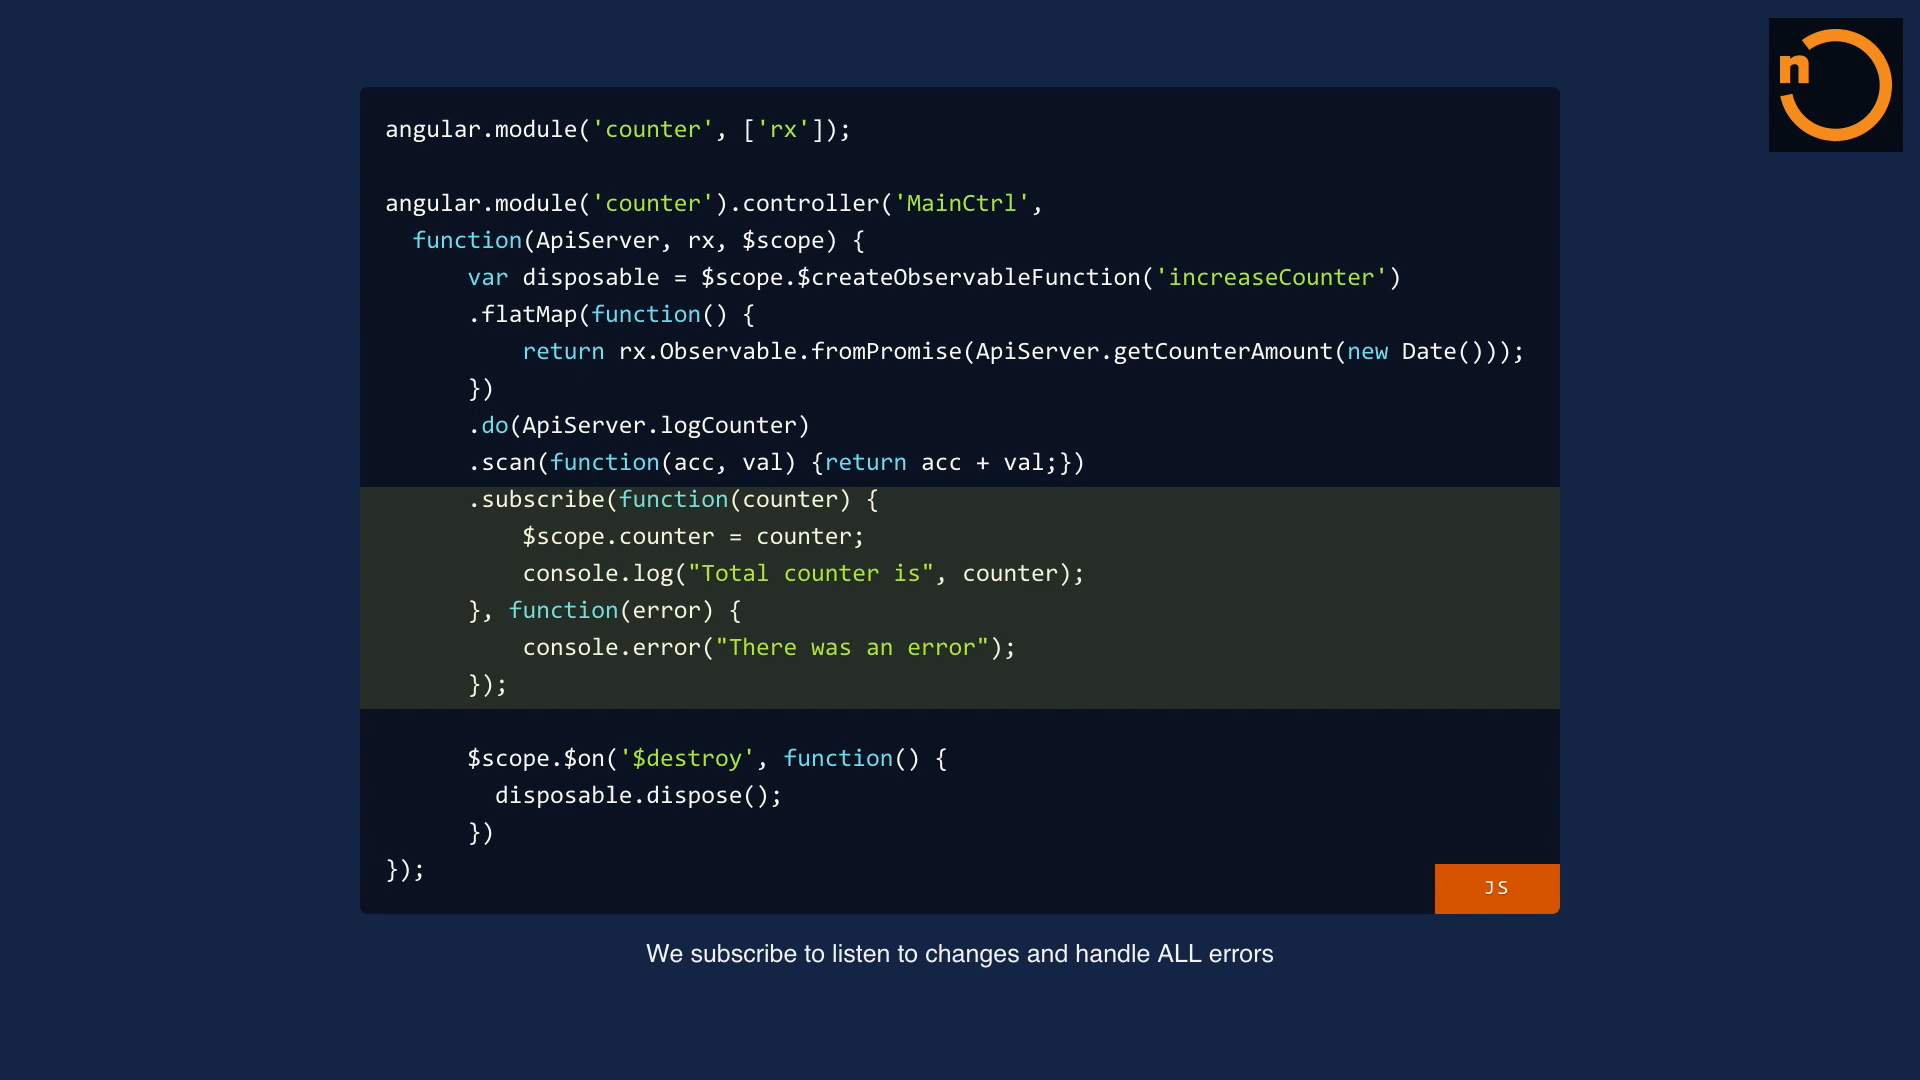 n
angular.module('counter', ['rx']);
angular.module('counter').controller('MainCtrl',
function(ApiServer, rx, $scope) {
var disposable = $scope.$createObservableFunction('increaseCounter')
.flatMap(function() {
return rx.Observable.fromPromise(ApiServer.getCounterAmount(new Date()));
})
.do(ApiServer.logCounter)
.scan(function(acc, val) {return acc + val;})
.subscribe(function(counter) {
$scope.counter = counter;
console.log("Total counter is", counter);
}, function(error) {
console.error("There was an error");
});
$scope.$on('$destroy', function() {
disposable.dispose();
})
});
JS
We subscribe to listen to changes and handle ALL errors